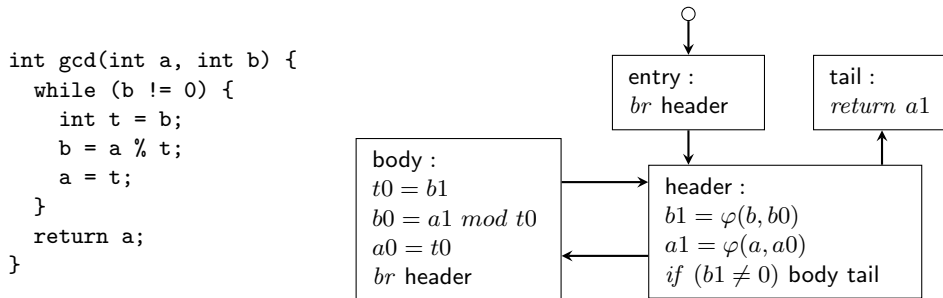 int gcd(int a, int b) {
  while (b != 0) {
    int t = b;
    b = a % t;
    a = t;
  }
  return a;
}
entry :
br header
tail :
return a1
body :
t0 = b1
b0 = a1 mod t0
a0 = t0
br header
header :
b1 = φ(b, b0)
a1 = φ(a, a0)
if (b1 ≠ 0) body tail